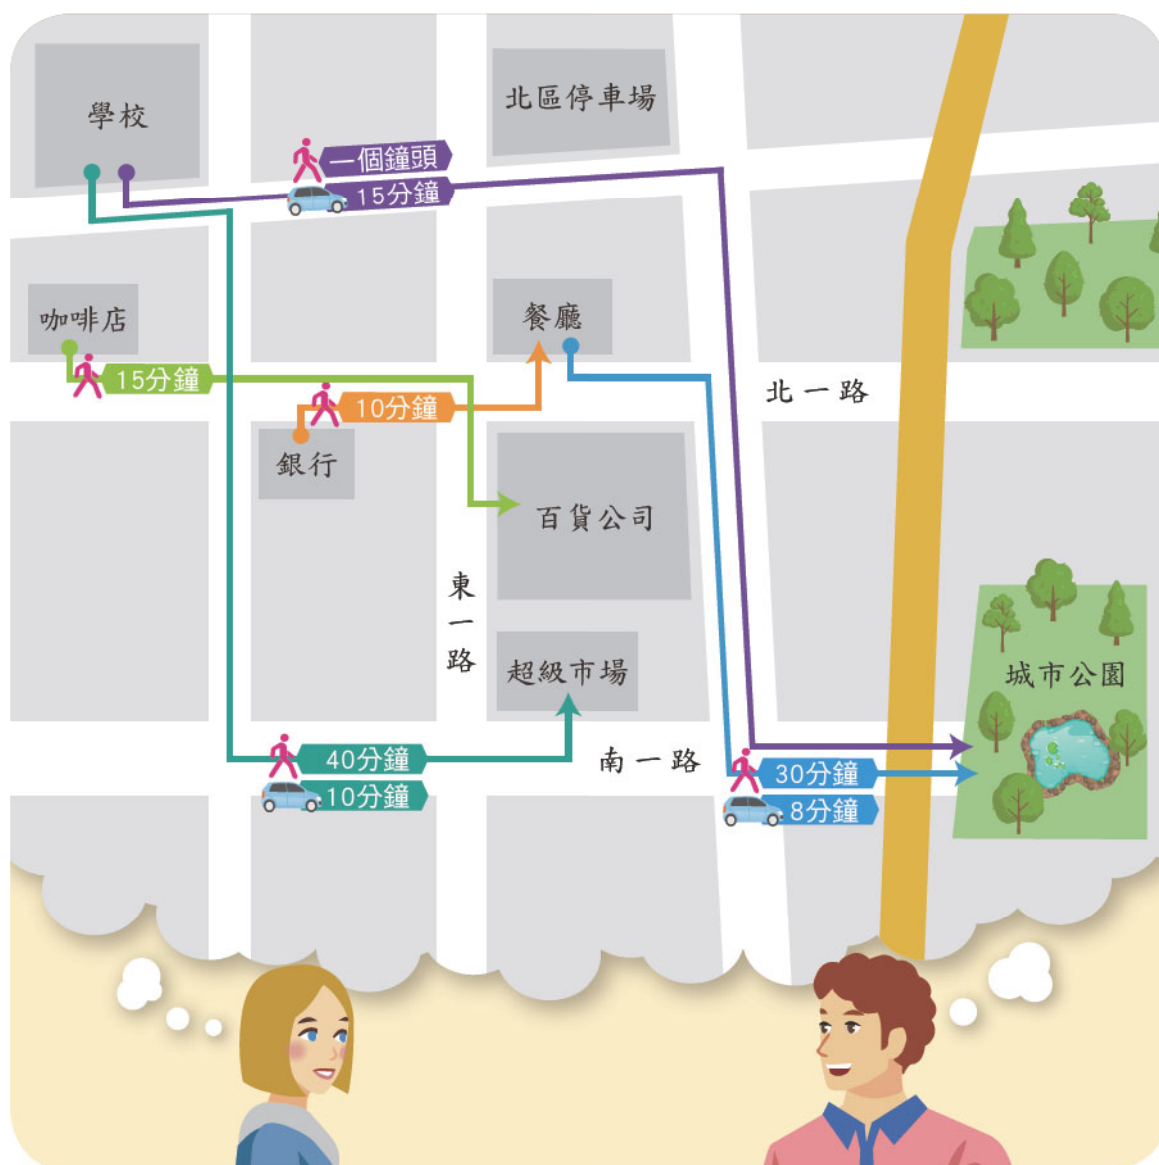 學校
北區停車場
一個鐘頭
15分鐘
咖啡店
餐廳
15分鐘
10分鐘
北一路
銀行
百貨公司
東一路
超級市場
城市公園
40分鐘
10分鐘
南一路
30分鐘
8分鐘